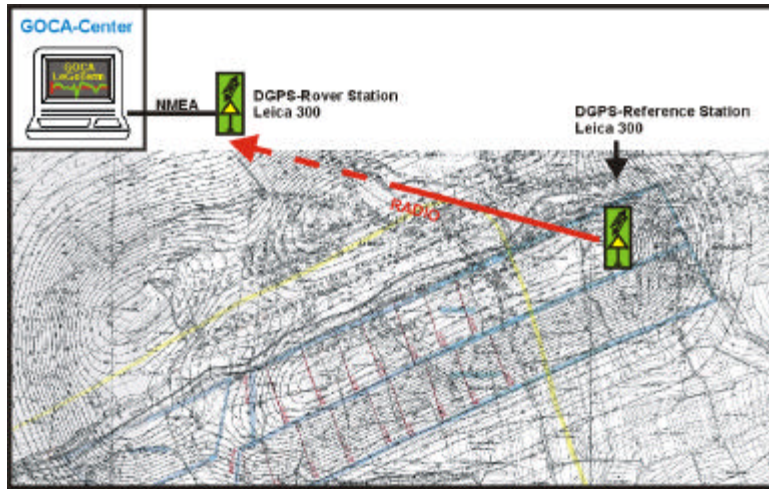 GOCA-Center
GOCA
NMEA
DGPS-Rover Station
Leica 300
DGPS-Reference Station
Leica 300
RADIO